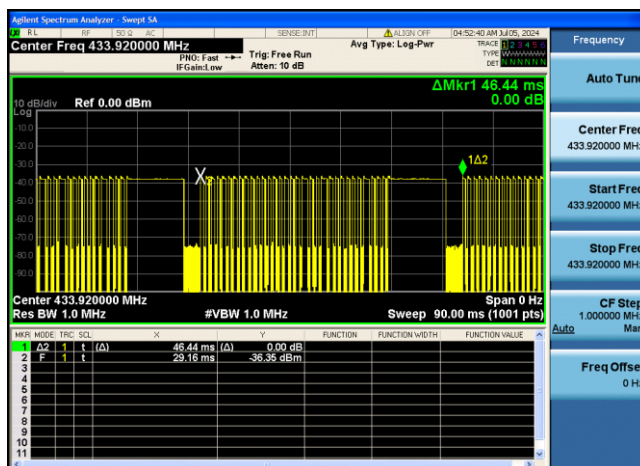 Agilent Spectrum Analyzer - Swept SA
RL RF 50 Ω AC SENSE:INT ALIGN OFF 04:52:40 AM Jul 05, 2024
Center Freq 433.920000 MHz
PNO: Fast
IFGain:Low
Trig: Free Run
Atten: 10 dB
Avg Type: Log-Pwr
TRACE 1 2 3 4 5 6
TYPE
DET N N N N N N
ΔMkr1 46.44 ms
0.00 dB
10 dB/div Ref 0.00 dBm
Log
-10.0
-20.0
-30.0
-40.0
-50.0
-60.0
-70.0
-80.0
-90.0
X2
1Δ2
Center 433.920000 MHz Span 0 Hz
Res BW 1.0 MHz #VBW 1.0 MHz Sweep 90.00 ms (1001 pts)
MKR MODE TRC SCL X Y FUNCTION FUNCTION WIDTH FUNCTION VALUE
1 Δ2 1 t (Δ) 46.44 ms (Δ) 0.00 dB
2 F 1 t 29.16 ms -36.35 dBm
3
4
5
6
7
8
9
10
11
Frequency
Auto Tune
Center Freq
433.920000 MHz
Start Freq
433.920000 MHz
Stop Freq
433.920000 MHz
CF Step
1.000000 MHz
Auto Man
Freq Offset
0 Hz